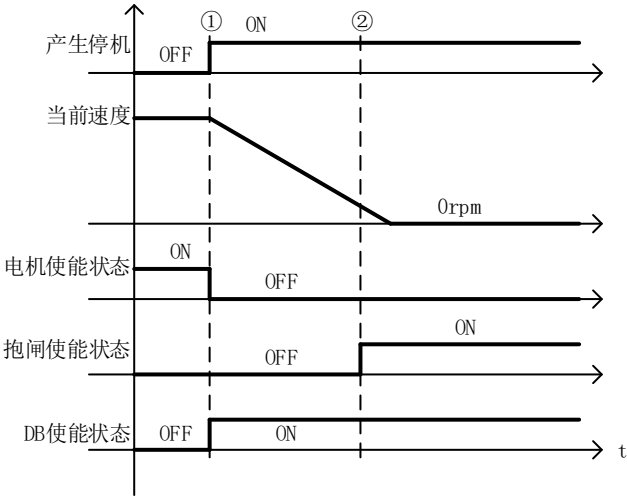 ① ON ②
产生停机 OFF
当前速度
0rpm
电机使能状态 ON
OFF
抱闸使能状态 OFF ON
DB使能状态 OFF ON
t